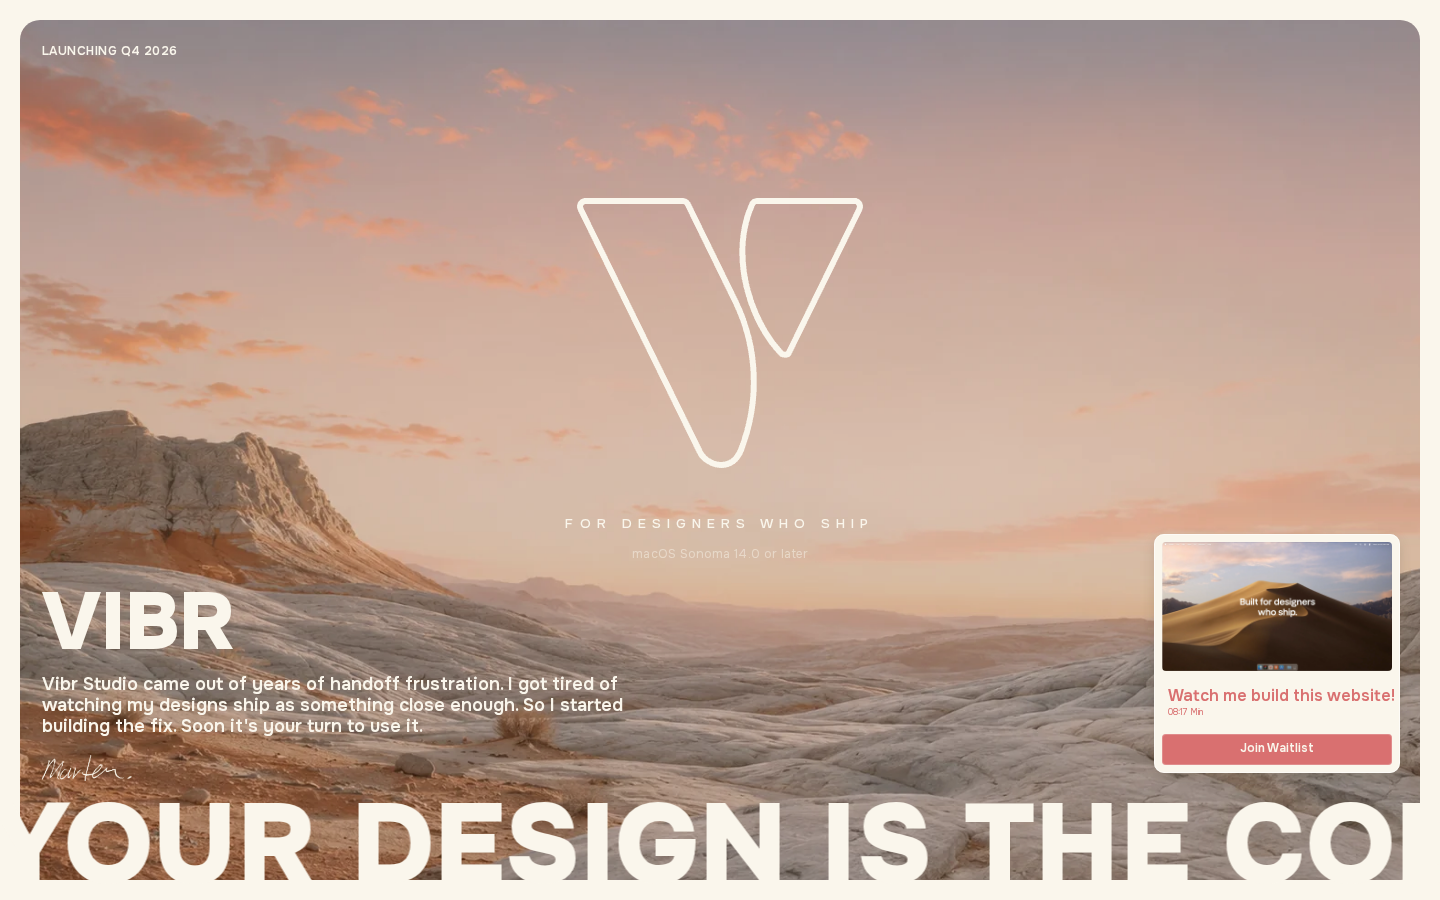 LAUNCHING Q4 2026
FOR DESIGNERS WHO SHIP
macOS Sonoma 14.0 or later
VIBR
Vibr Studio came out of years of handoff frustration. I got tired of
watching my designs ship as something close enough. So I started
building the fix. Soon it's your turn to use it.
Marten.
Built for designers
who ship.
Watch me build this website!
08:17 Min
Join Waitlist
YOUR DESIGN IS THE CO